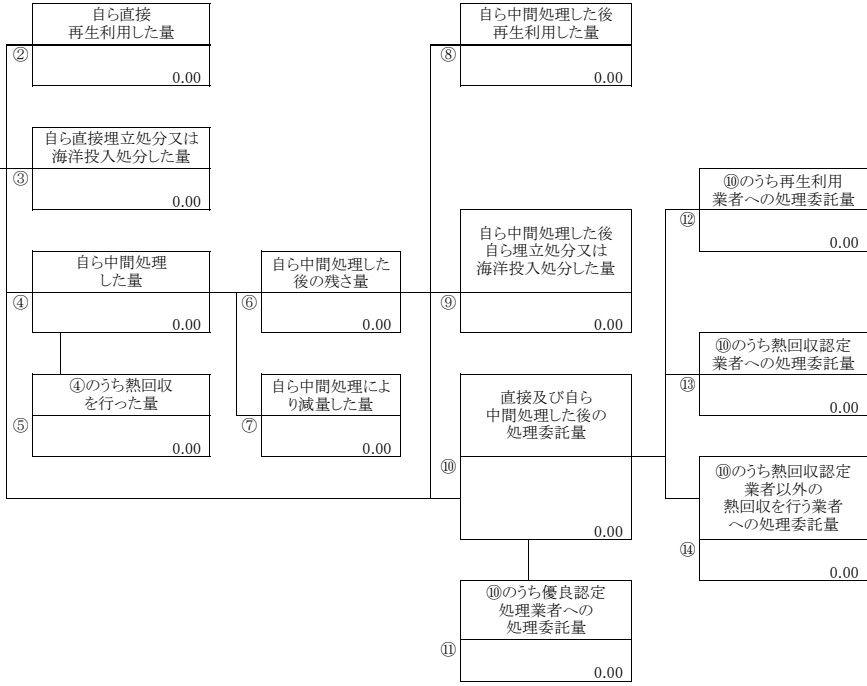 自ら直接
再生利用した量
②
0.00
自ら中間処理した後
再生利用した量
⑧
0.00
自ら直接埋立処分又は
海洋投入処分した量
③
0.00
⑩のうち再生利用
業者への処理委託量
⑫
0.00
自ら中間処理
した量
④
0.00
自ら中間処理した
後の残さ量
⑥
0.00
自ら中間処理した後
自ら埋立処分又は
海洋投入処分した量
⑨
0.00
⑩のうち熱回収認定
業者への処理委託量
⑬
0.00
④のうち熱回収
を行った量
⑤
0.00
自ら中間処理によ
り減量した量
⑦
0.00
直接及び自ら
中間処理した後の
処理委託量
⑩
0.00
⑩のうち熱回収認定
業者以外の
熱回収を行う業者
への処理委託量
⑭
0.00
⑩のうち優良認定
処理業者への
処理委託量
⑪
0.00